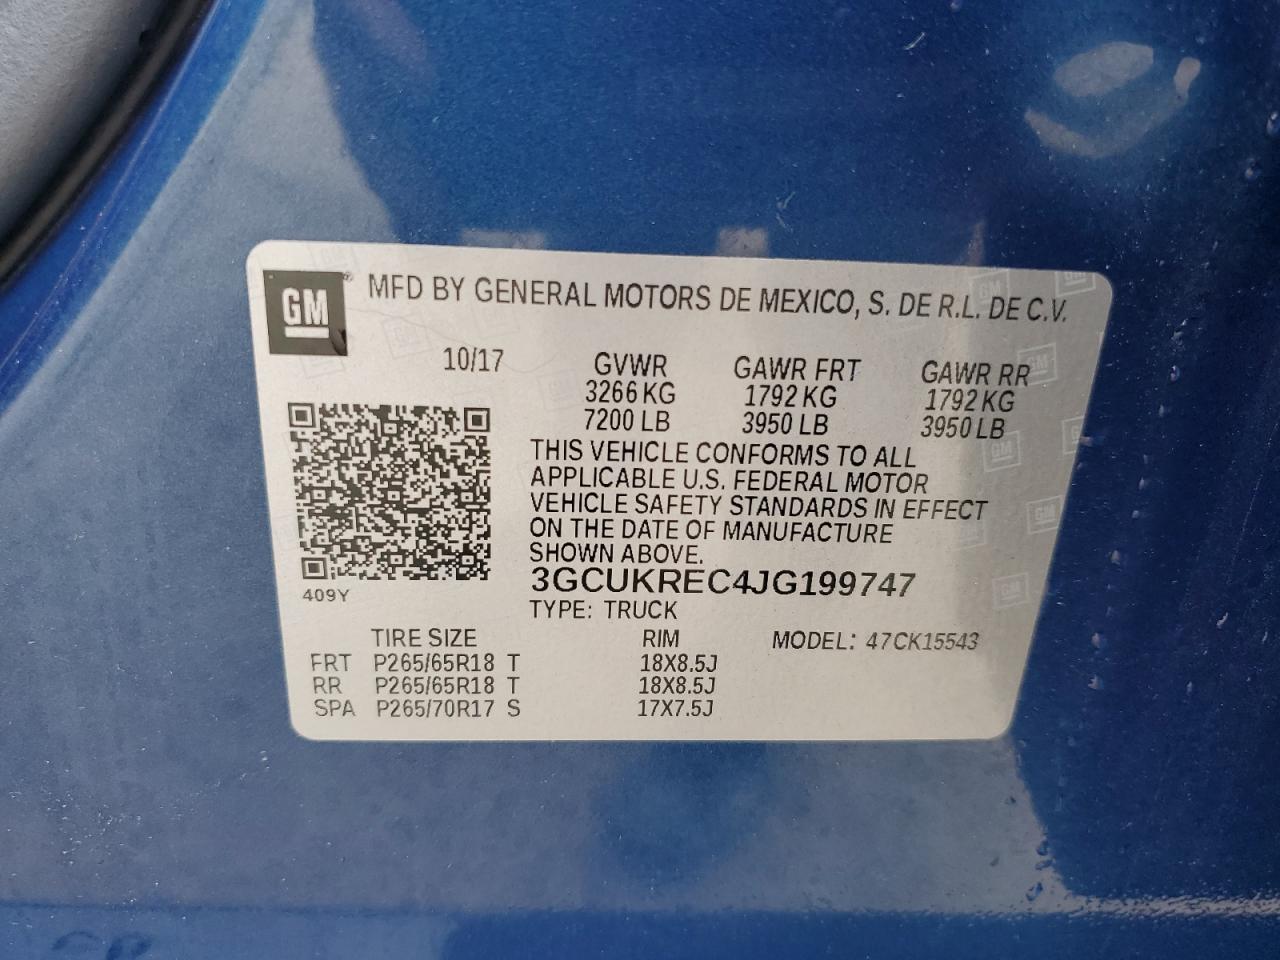 GM
MFD BY GENERAL MOTORS DE MEXICO, S. DE R.L. DE C.V.
10/17 GVWR GAWR FRT GAWR RR
3266 KG 1792 KG 1792 KG
7200 LB 3950 LB 3950 LB
THIS VEHICLE CONFORMS TO ALL
APPLICABLE U.S. FEDERAL MOTOR
VEHICLE SAFETY STANDARDS IN EFFECT
ON THE DATE OF MANUFACTURE
SHOWN ABOVE.
3GCUKREC4JG199747
409Y
TYPE: TRUCK
TIRE SIZE RIM MODEL: 47CK15543
FRT P265/65R18 T 18X8.5J
RR P265/65R18 T 18X8.5J
SPA P265/70R17 S 17X7.5J